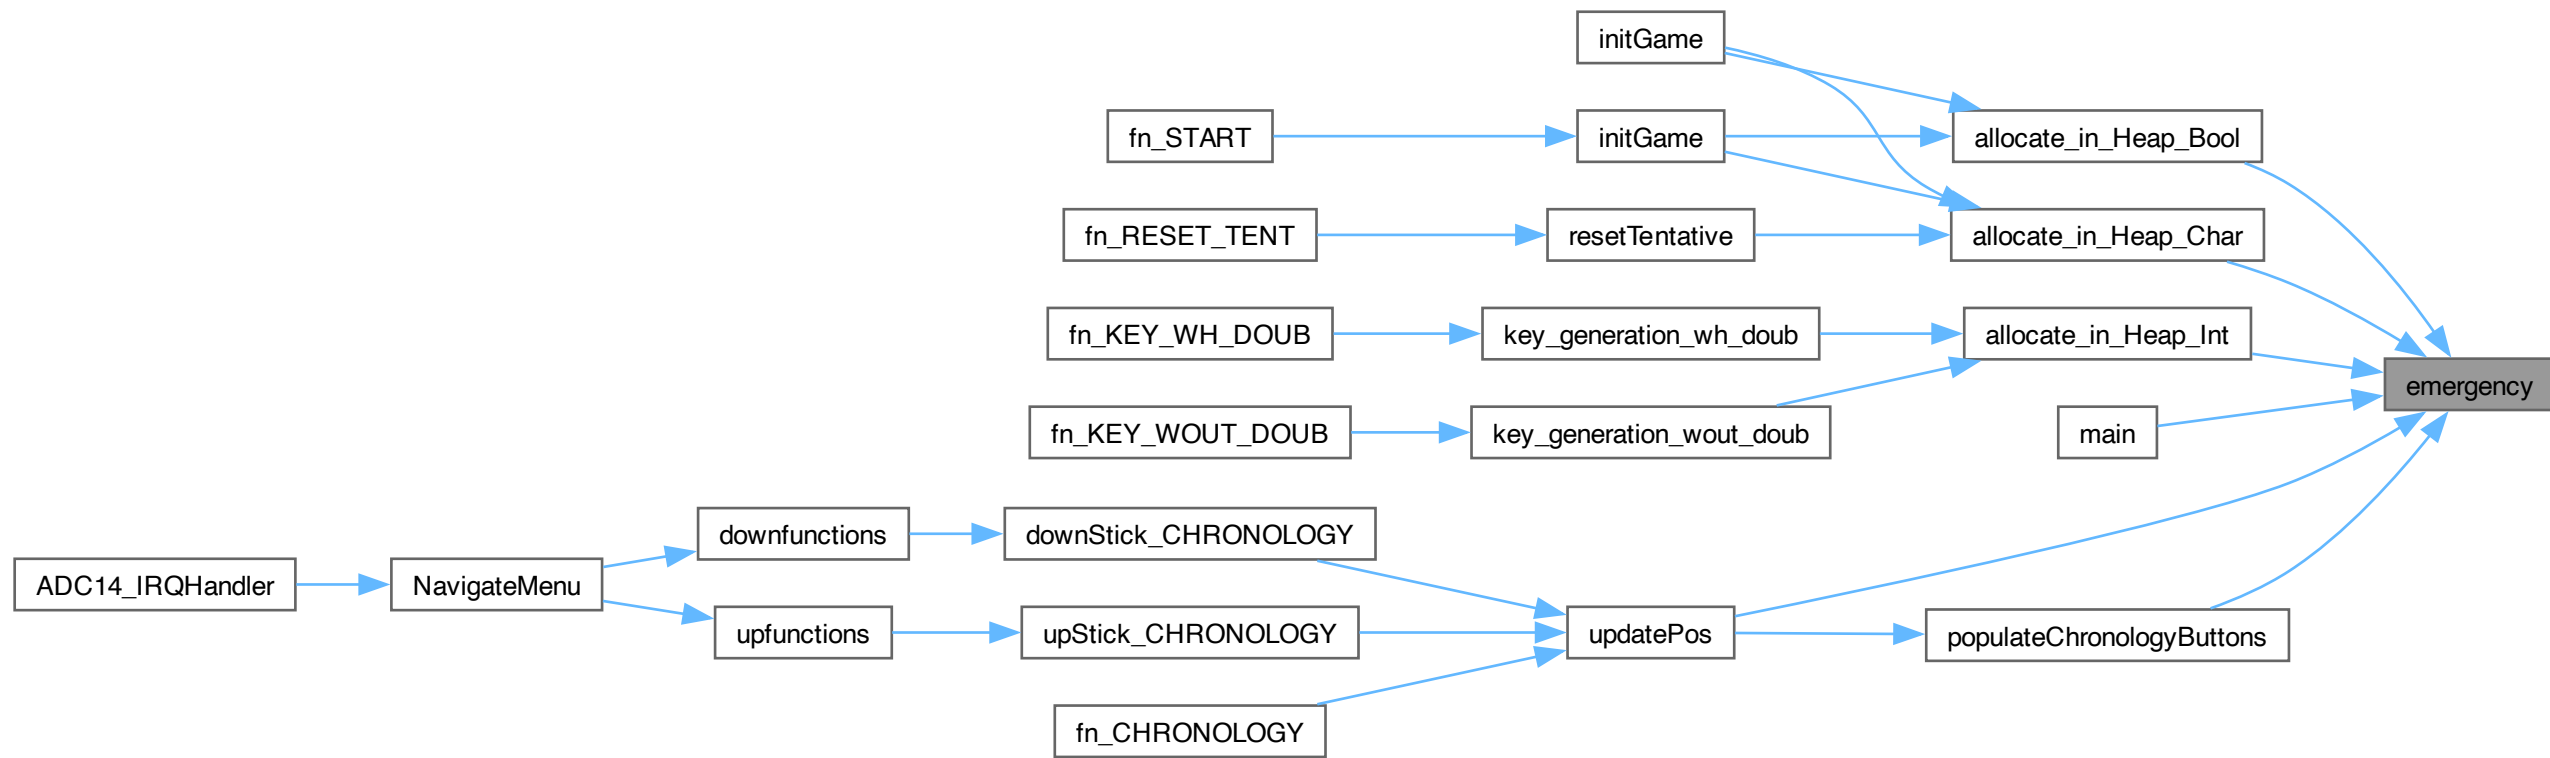 initGame
fn_START
initGame
allocate_in_Heap_Bool
fn_RESET_TENT
resetTentative
allocate_in_Heap_Char
fn_KEY_WH_DOUB
key_generation_wh_doub
allocate_in_Heap_Int
emergency
fn_KEY_WOUT_DOUB
key_generation_wout_doub
main
downfunctions
downStick_CHRONOLOGY
ADC14_IRQHandler
NavigateMenu
upfunctions
upStick_CHRONOLOGY
updatePos
populateChronologyButtons
fn_CHRONOLOGY